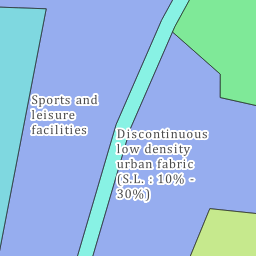 Sports and
leisure
facilities
Discontinuous
low density
urban fabric
(S.L. : 10% -
30%)